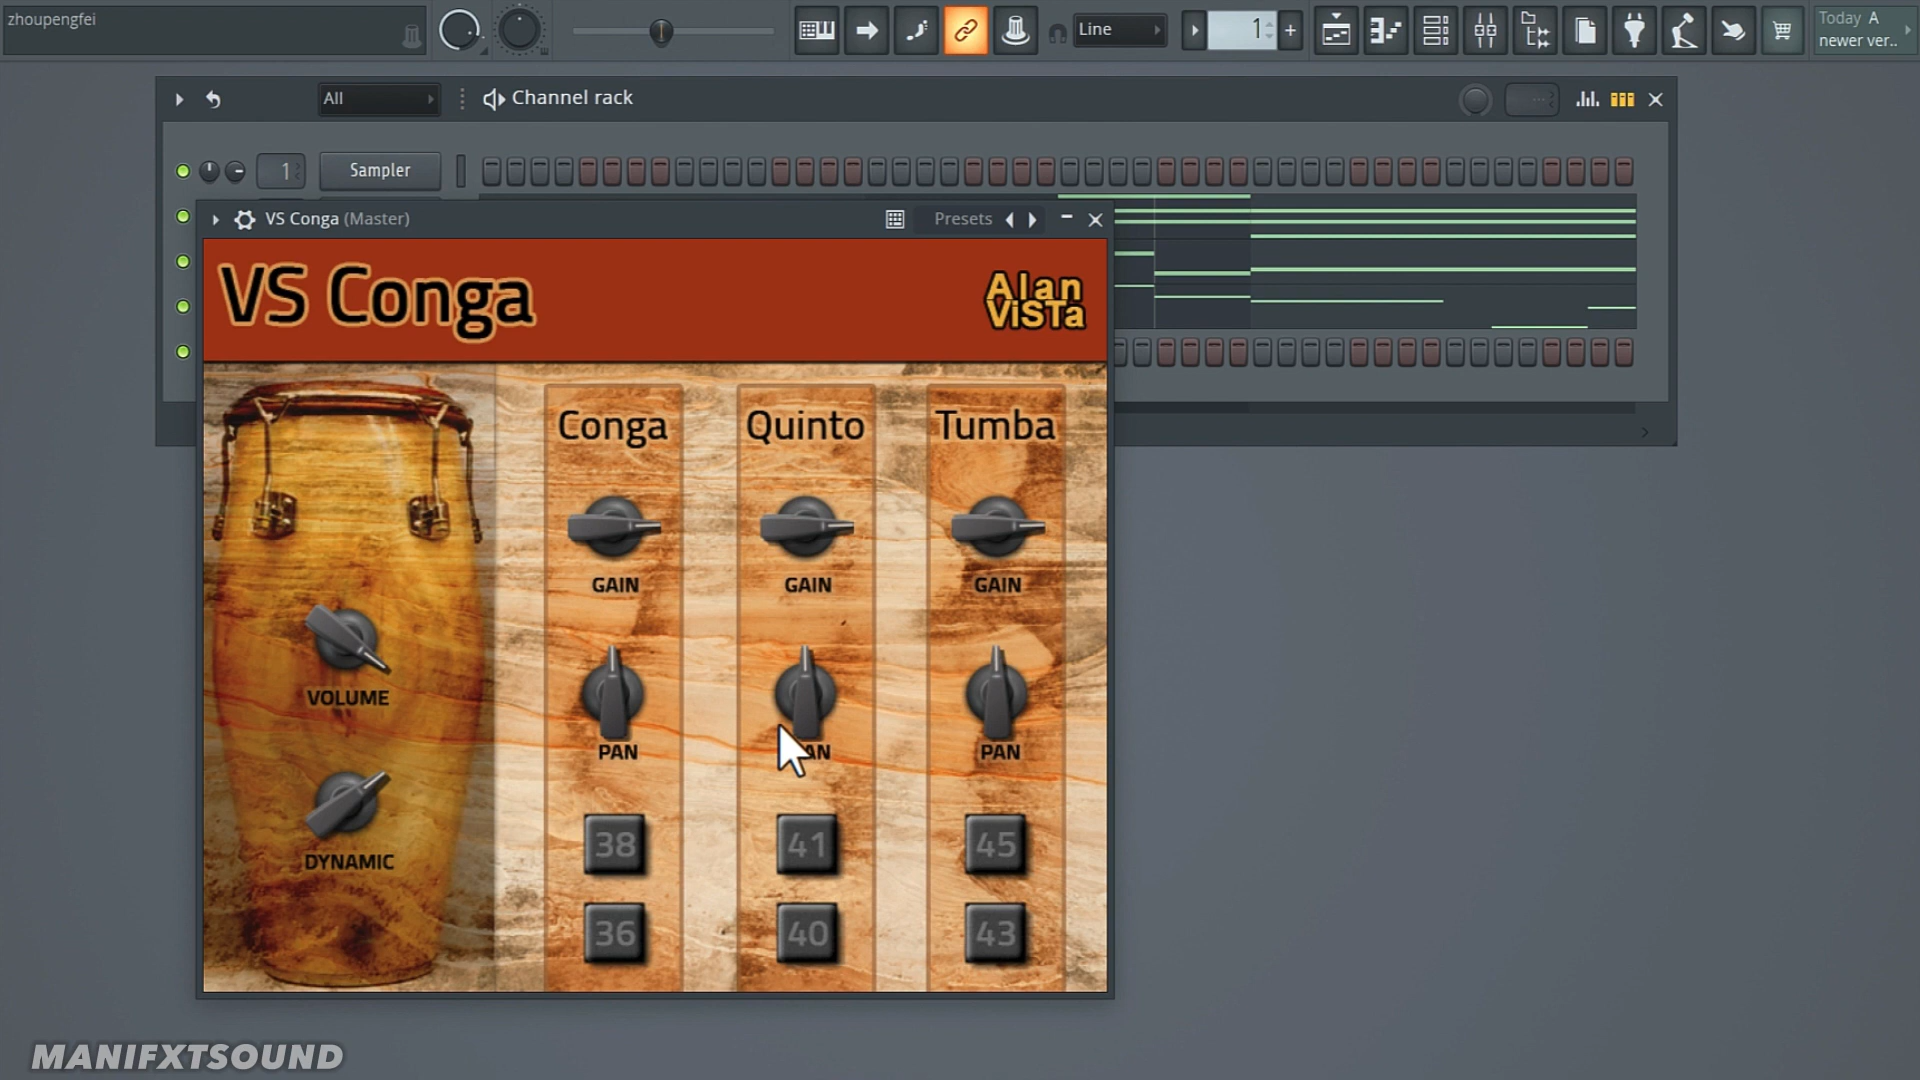 zhoupengfei
Line
1
+
Today A
newer ver..
All
Channel rack
1
Sampler
VS Conga (Master)
Presets
VS Conga
Alan
ViSTa
Conga
Quinto
Tumba
GAIN
GAIN
GAIN
VOLUME
PAN
AN
PAN
DYNAMIC
38
41
45
36
40
43
MANIFXTSOUND